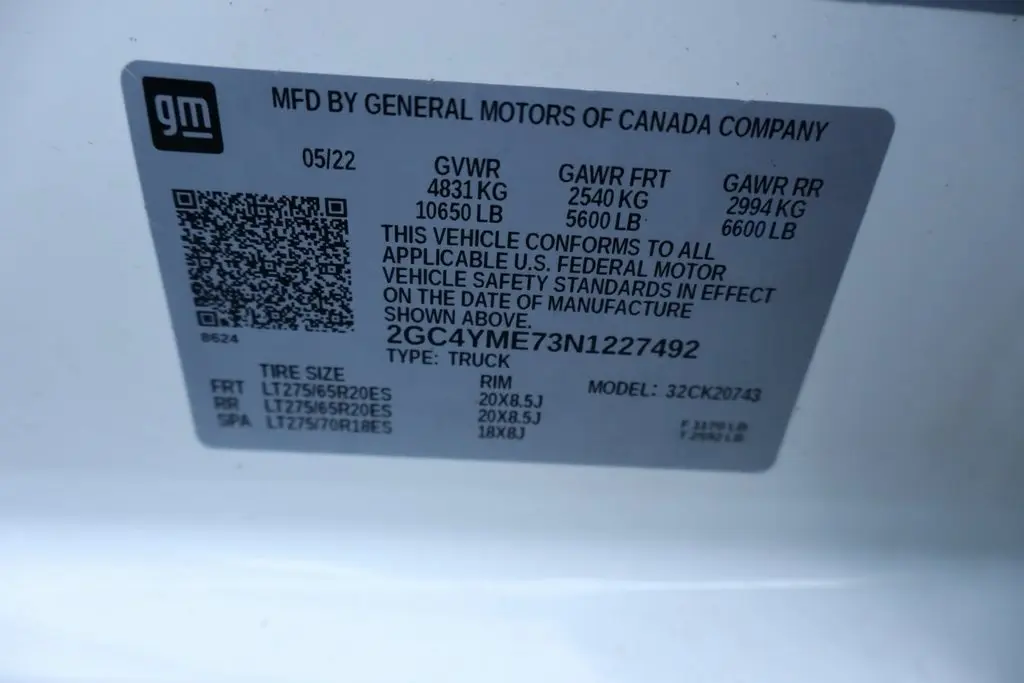 gm
MFD BY GENERAL MOTORS OF CANADA COMPANY
05/22
GVWR
4831 KG
10650 LB
GAWR FRT
2540 KG
5600 LB
GAWR RR
2994 KG
6600 LB
THIS VEHICLE CONFORMS TO ALL
APPLICABLE U.S. FEDERAL MOTOR
VEHICLE SAFETY STANDARDS IN EFFECT
ON THE DATE OF MANUFACTURE
SHOWN ABOVE.
2GC4YME73N1227492
TYPE: TRUCK
8624
TIRE SIZE RIM MODEL: 32CK20743
FRT LT275/65R20ES 20X8.5J
RR LT275/65R20ES 20X8.5J
SPA LT275/70R18ES 18X8J